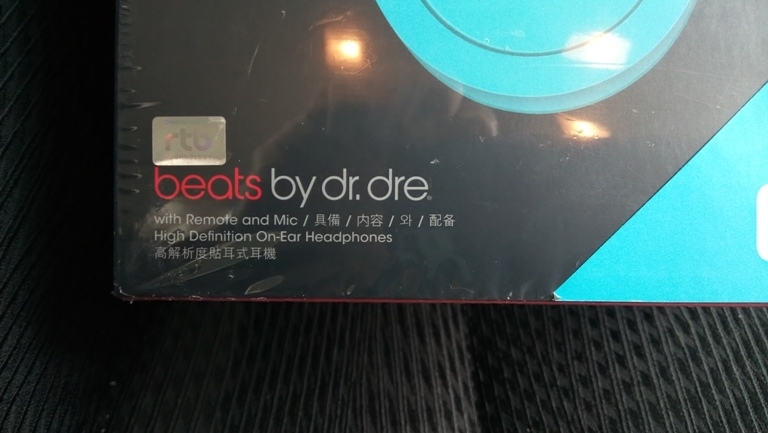 rtb
beats by dr. dre®
with Remote and Mic / 具備 / 内容 / 와 / 配备
High Definition On-Ear Headphones
高解析度貼耳式耳機